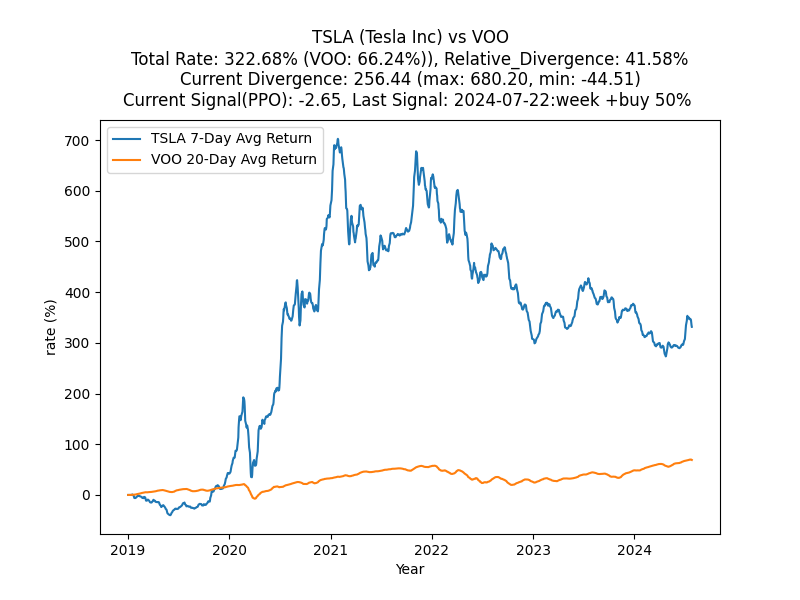 TSLA (Tesla Inc) vs VOO
Total Rate: 322.68% (VOO: 66.24%)), Relative_Divergence: 41.58%
Current Divergence: 256.44 (max: 680.20, min: -44.51)
Current Signal(PPO): -2.65, Last Signal: 2024-07-22:week +buy 50%
TSLA 7-Day Avg Return
VOO 20-Day Avg Return
rate (%)
700
600
500
400
300
200
100
0
2019 2020 2021 2022 2023 2024
Year